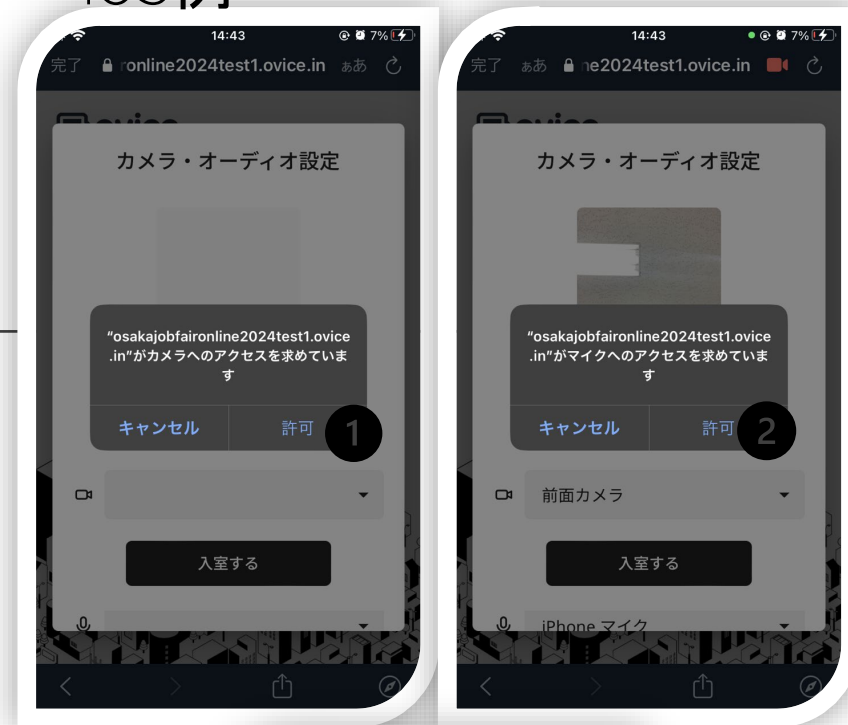 14:43
7%
完了
ronline2024test1.ovice.in
ぁあ
カメラ・オーディオ設定
“osakajobfaironline2024test1.ovice
.in”がカメラへのアクセスを求めていま
す
キャンセル
許可
1
入室する
14:43
7%
完了
ぁあ
ne2024test1.ovice.in
カメラ・オーディオ設定
“osakajobfaironline2024test1.ovice
.in”がマイクへのアクセスを求めていま
す
キャンセル
許可
2
前面カメラ
入室する
iPhone マイク